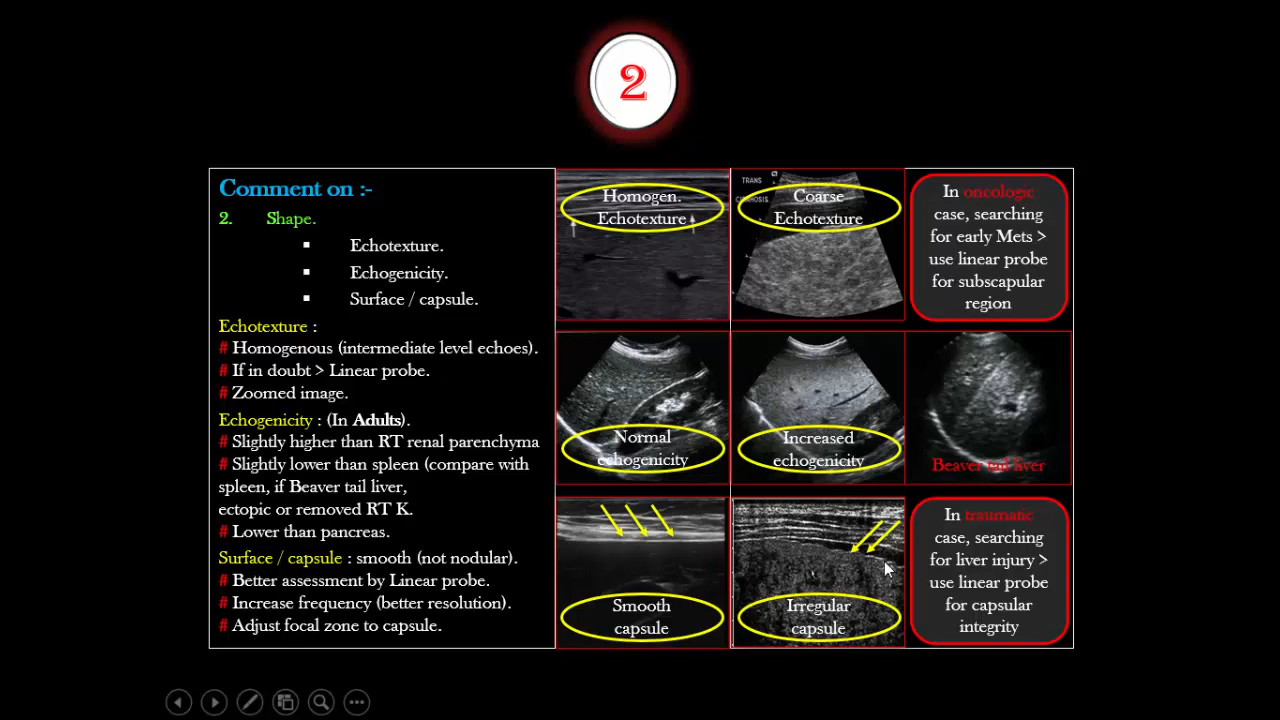 2
Comment on :-
2. Shape.
▪ Echotexture.
▪ Echogenicity.
▪ Surface / capsule.
Echotexture :
# Homogenous (intermediate level echoes).
# If in doubt > Linear probe.
# Zoomed image.
Echogenicity : (In Adults).
# Slightly higher than RT renal parenchyma
# Slightly lower than spleen (compare with
spleen, if Beaver tail liver,
ectopic or removed RT K.
# Lower than pancreas.
Surface / capsule : smooth (not nodular).
# Better assessment by Linear probe.
# Increase frequency (better resolution).
# Adjust focal zone to capsule.
Homogen.
Echotexture
TRANS
Coarse
Echotexture
In oncologic
case, searching
for early Mets >
use linear probe
for subscapular
region
Normal
echogenicity
Increased
echogenicity
Beaver tail liver
Smooth
capsule
Irregular
capsule
In traumatic
case, searching
for liver injury >
use linear probe
for capsular
integrity